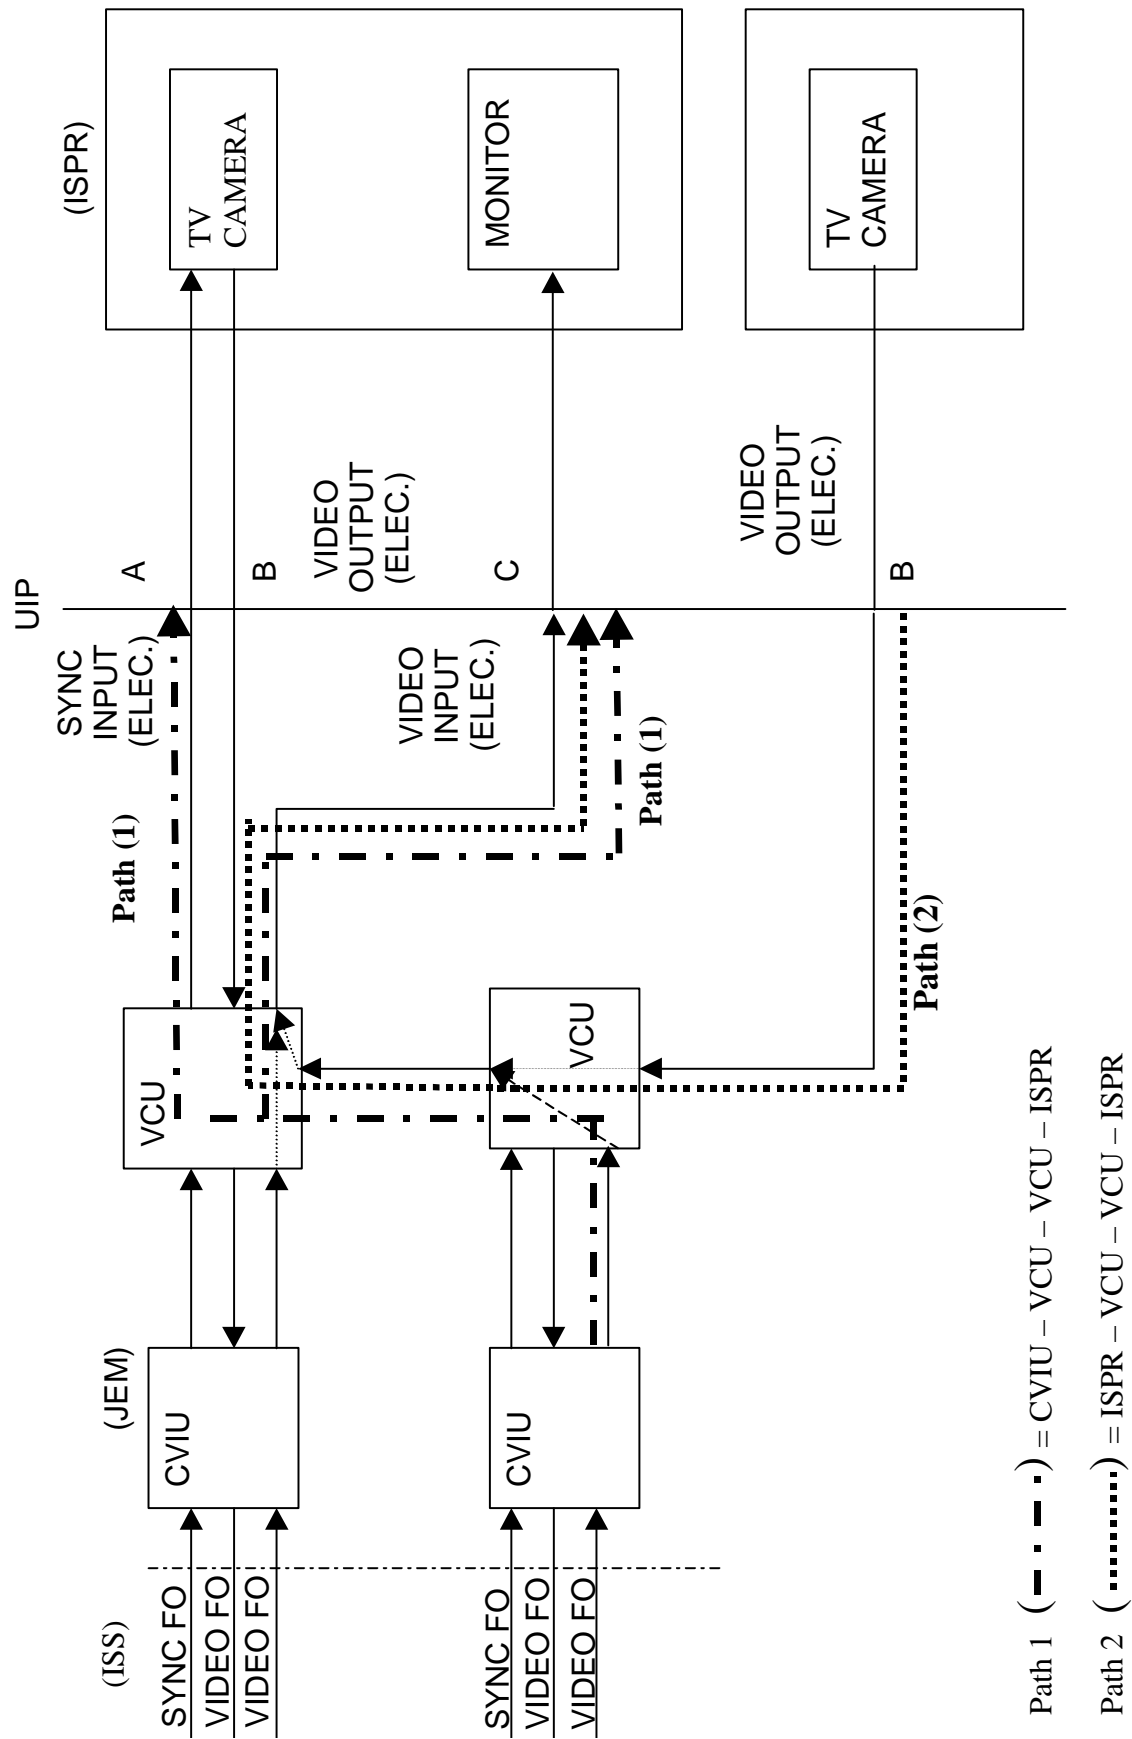 (ISS)
(JEM)
UIP
(ISPR)
SYNC FO
VIDEO FO
VIDEO FO
CVIU
VCU
Path (1)
SYNC
INPUT
(ELEC.)
A
B
TV
CAMERA
VIDEO
OUTPUT
(ELEC.)
VIDEO
INPUT
(ELEC.)
C
MONITOR
Path (1)
SYNC FO
VIDEO FO
VIDEO FO
CVIU
VCU
VIDEO
OUTPUT
(ELEC.)
TV
CAMERA
B
Path (2)
Path 1 ( ) = CVIU – VCU – VCU – ISPR
Path 2 ( ) = ISPR – VCU – VCU – ISPR